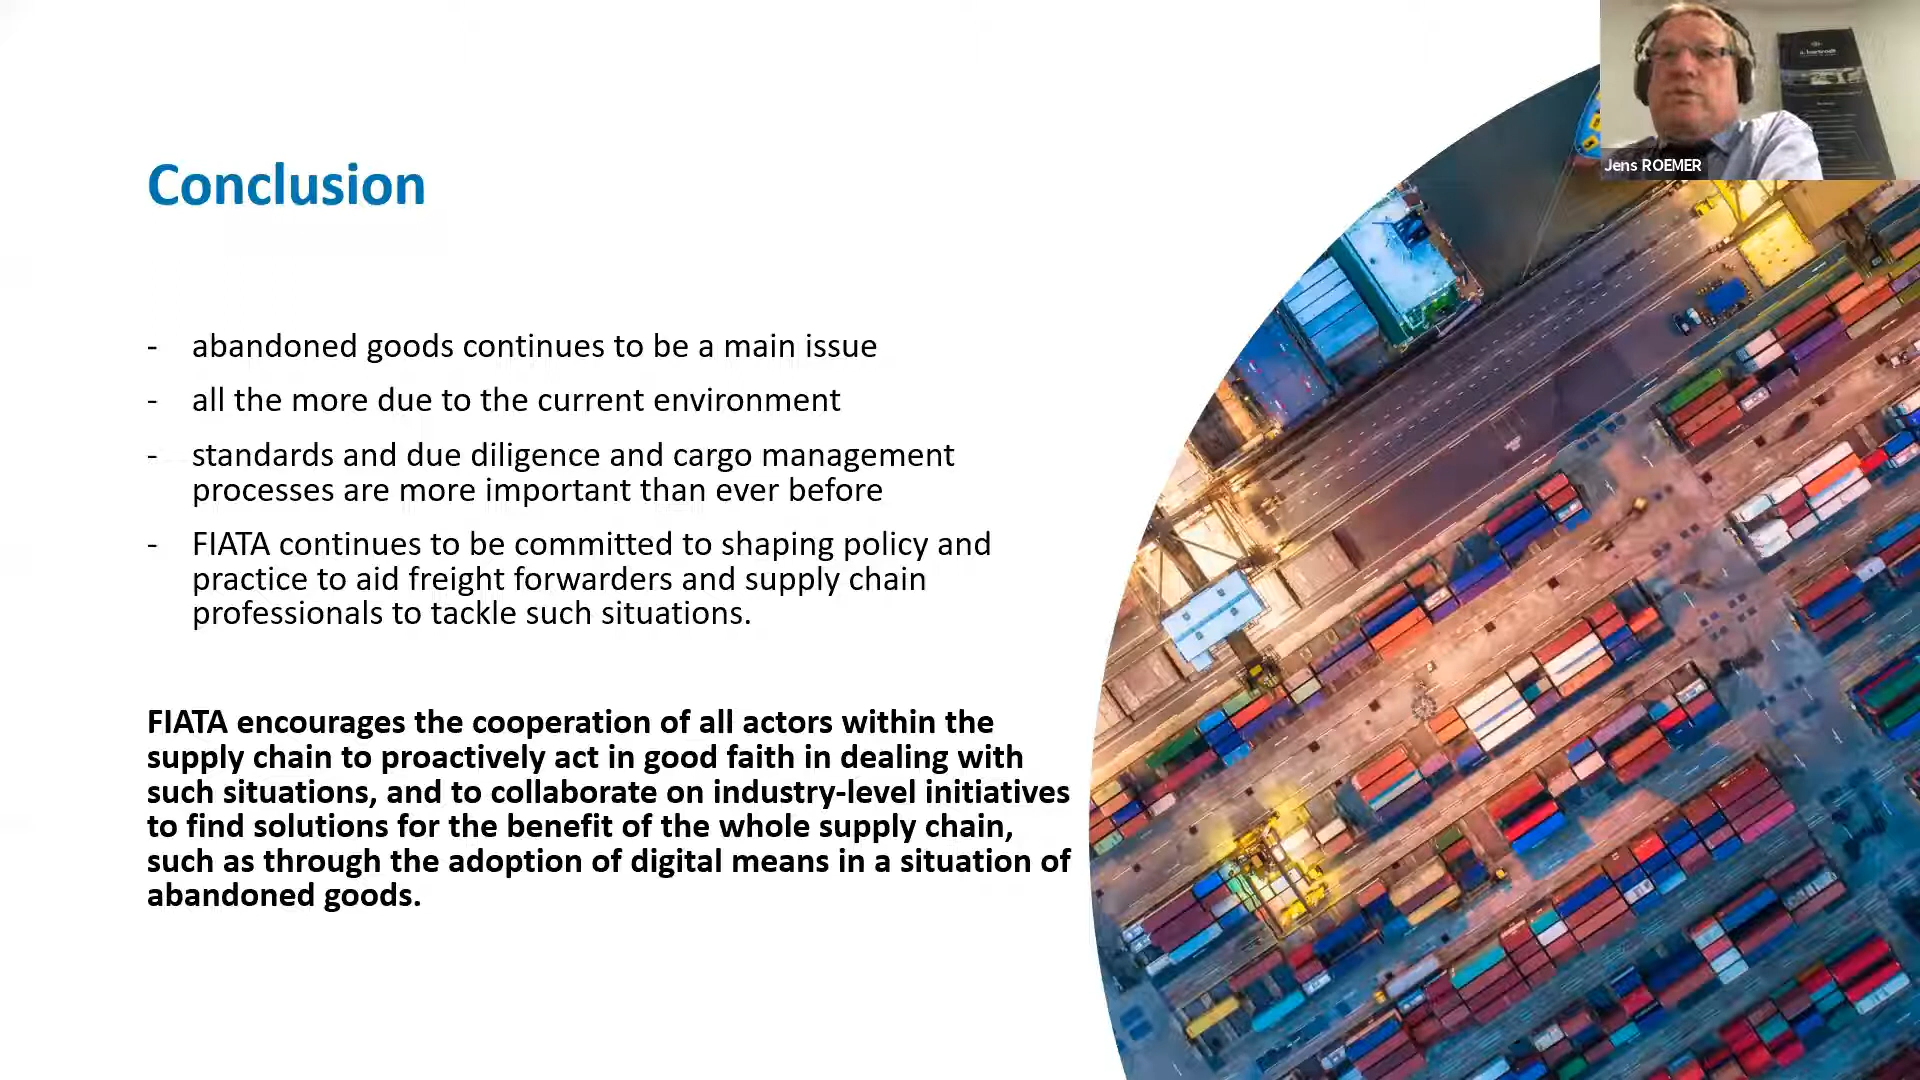 Conclusion
- abandoned goods continues to be a main issue
- all the more due to the current environment
- standards and due diligence and cargo management
processes are more important than ever before
- FIATA continues to be committed to shaping policy and
practice to aid freight forwarders and supply chain
professionals to tackle such situations.
FIATA encourages the cooperation of all actors within the
supply chain to proactively act in good faith in dealing with
such situations, and to collaborate on industry-level initiatives
to find solutions for the benefit of the whole supply chain,
such as through the adoption of digital means in a situation of
abandoned goods.
Jens ROEMER